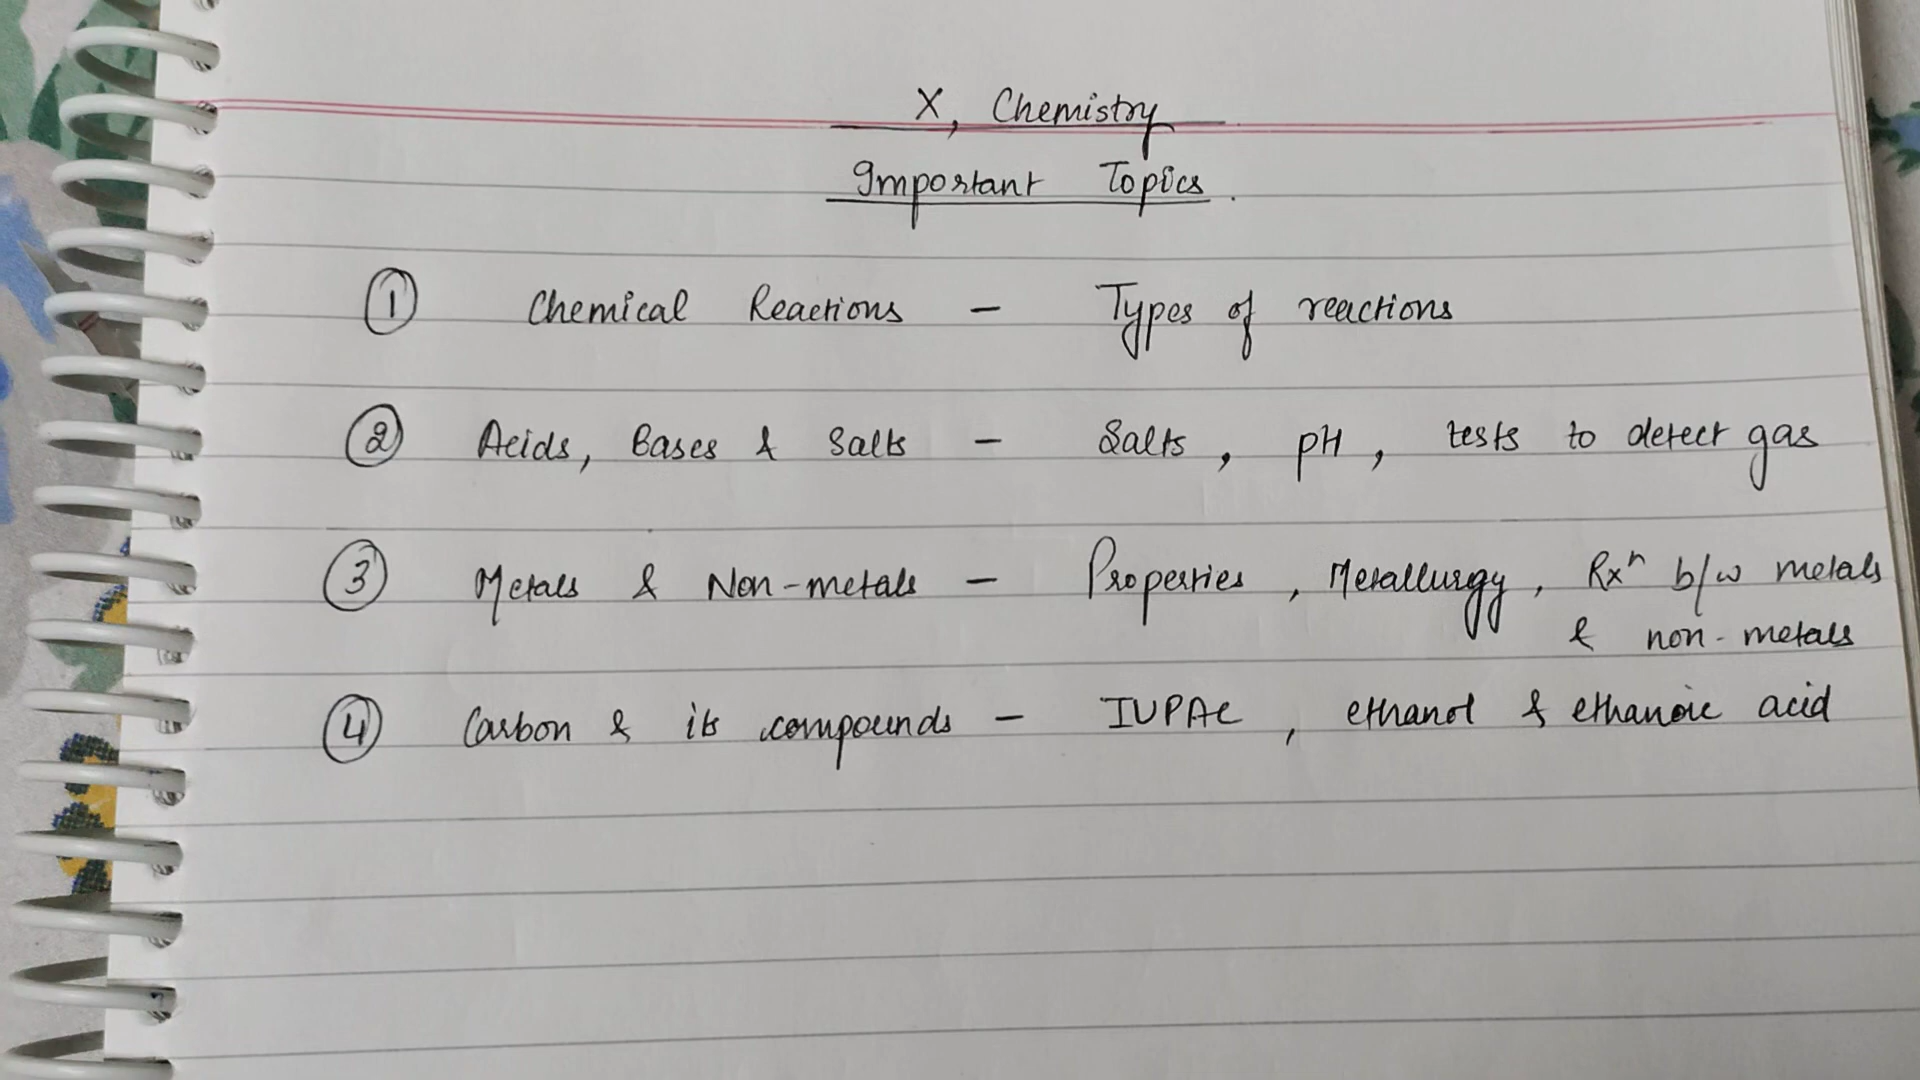 X, Chemistry
Important Topics.
① Chemical Reactions - Types of reactions
② Acids, Bases & Salts - Salts, pH, tests to detect gas
③ Metals & Non-metals - Properties, Metallurgy, Rxⁿ b/w metals
& non-metals
④ Carbon & its compounds - IUPAC, ethanol & ethanoic acid